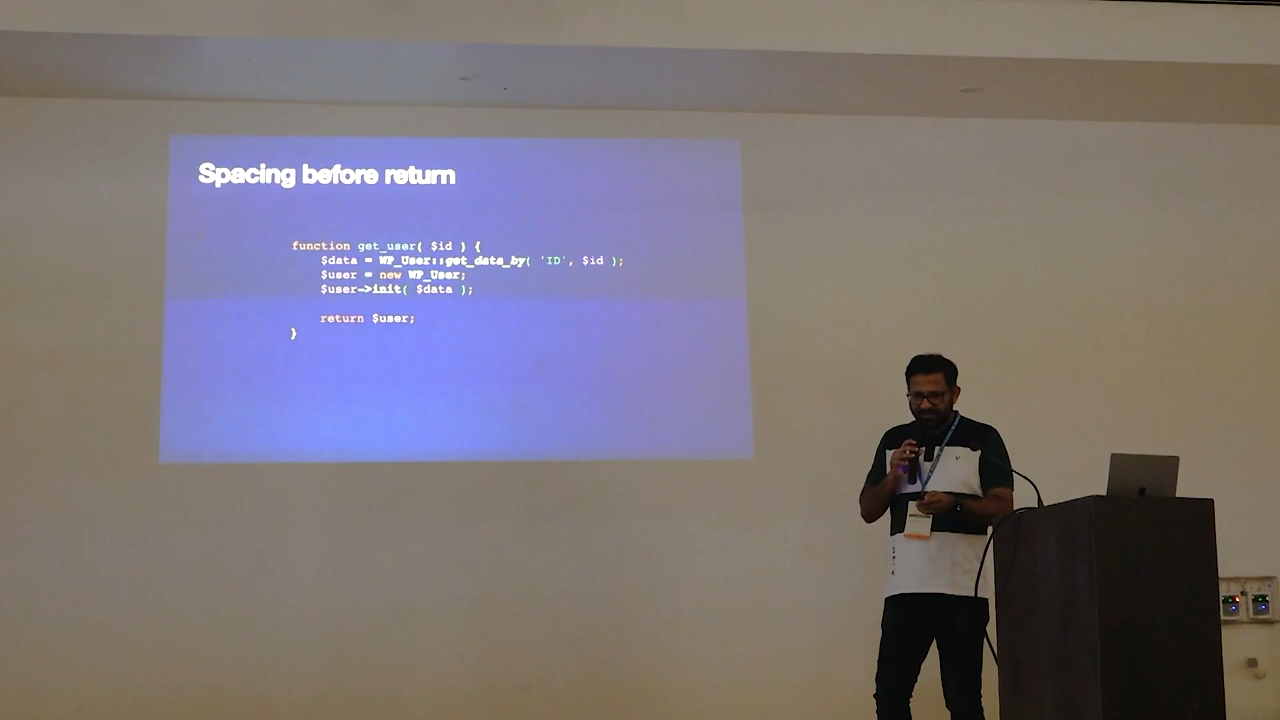 Spacing before return
function get_user( $id ) {
$data = WP_User::get_data_by( 'ID', $id );
$user = new WP_User;
$user->init( $data );
return $user;
}